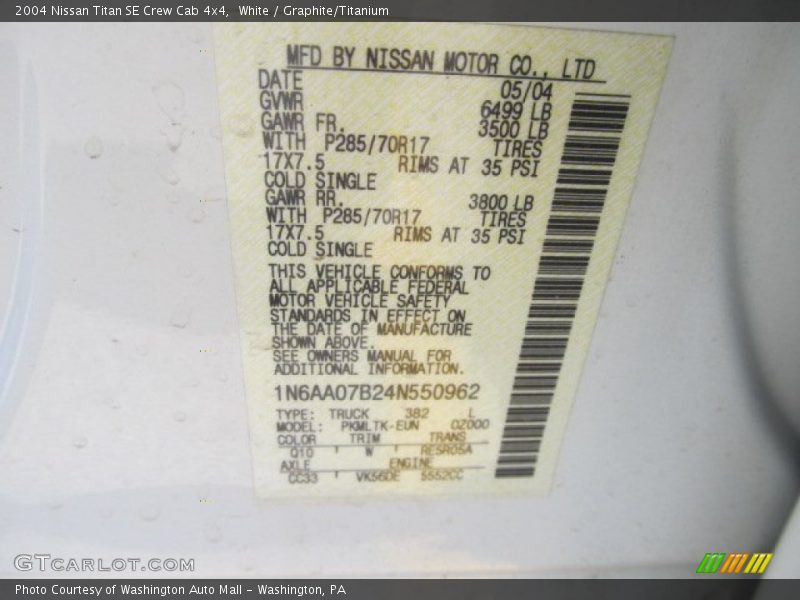 2004 Nissan Titan SE Crew Cab 4x4,  White / Graphite/Titanium
MFD BY NISSAN MOTOR CO., LTD
DATE 05/04
GVWR 6499 LB
GAWR FR. 3500 LB
WITH P285/70R17 TIRES
17X7.5 RIMS AT 35 PSI
COLD SINGLE
GAWR RR. 3800 LB
WITH P285/70R17 TIRES
17X7.5 RIMS AT 35 PSI
COLD SINGLE
THIS VEHICLE CONFORMS TO
ALL APPLICABLE FEDERAL
MOTOR VEHICLE SAFETY
STANDARDS IN EFFECT ON
THE DATE OF MANUFACTURE
SHOWN ABOVE.
SEE OWNERS MANUAL FOR
ADDITIONAL INFORMATION.
1N6AA07B24N550962
TYPE: TRUCK 382 L
MODEL: PKMLTK-EUN 0Z000
COLOR TRIM TRANS
Q10 ' W ' RE5R05A
AXLE ENGINE
CC33 ' VK56DE 5552CC
GTCARLOT.COM
Photo Courtesy of Washington Auto Mall - Washington, PA